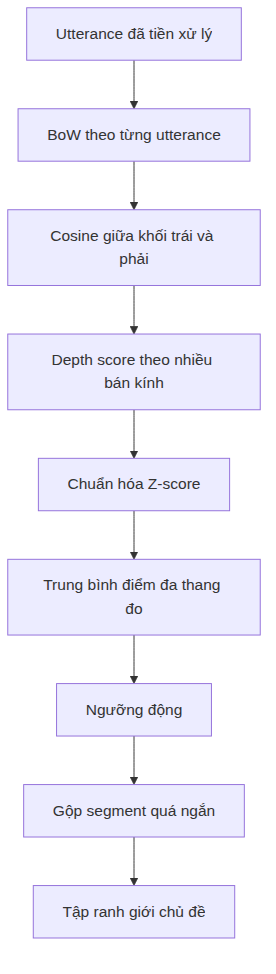 Utterance đã tiền xử lý
BoW theo từng utterance
Cosine giữa khối trái và
phải
Depth score theo nhiều
bán kính
Chuẩn hóa Z-score
Trung bình điểm đa thang
đo
Ngưỡng động
Gộp segment quá ngắn
Tập ranh giới chủ đề